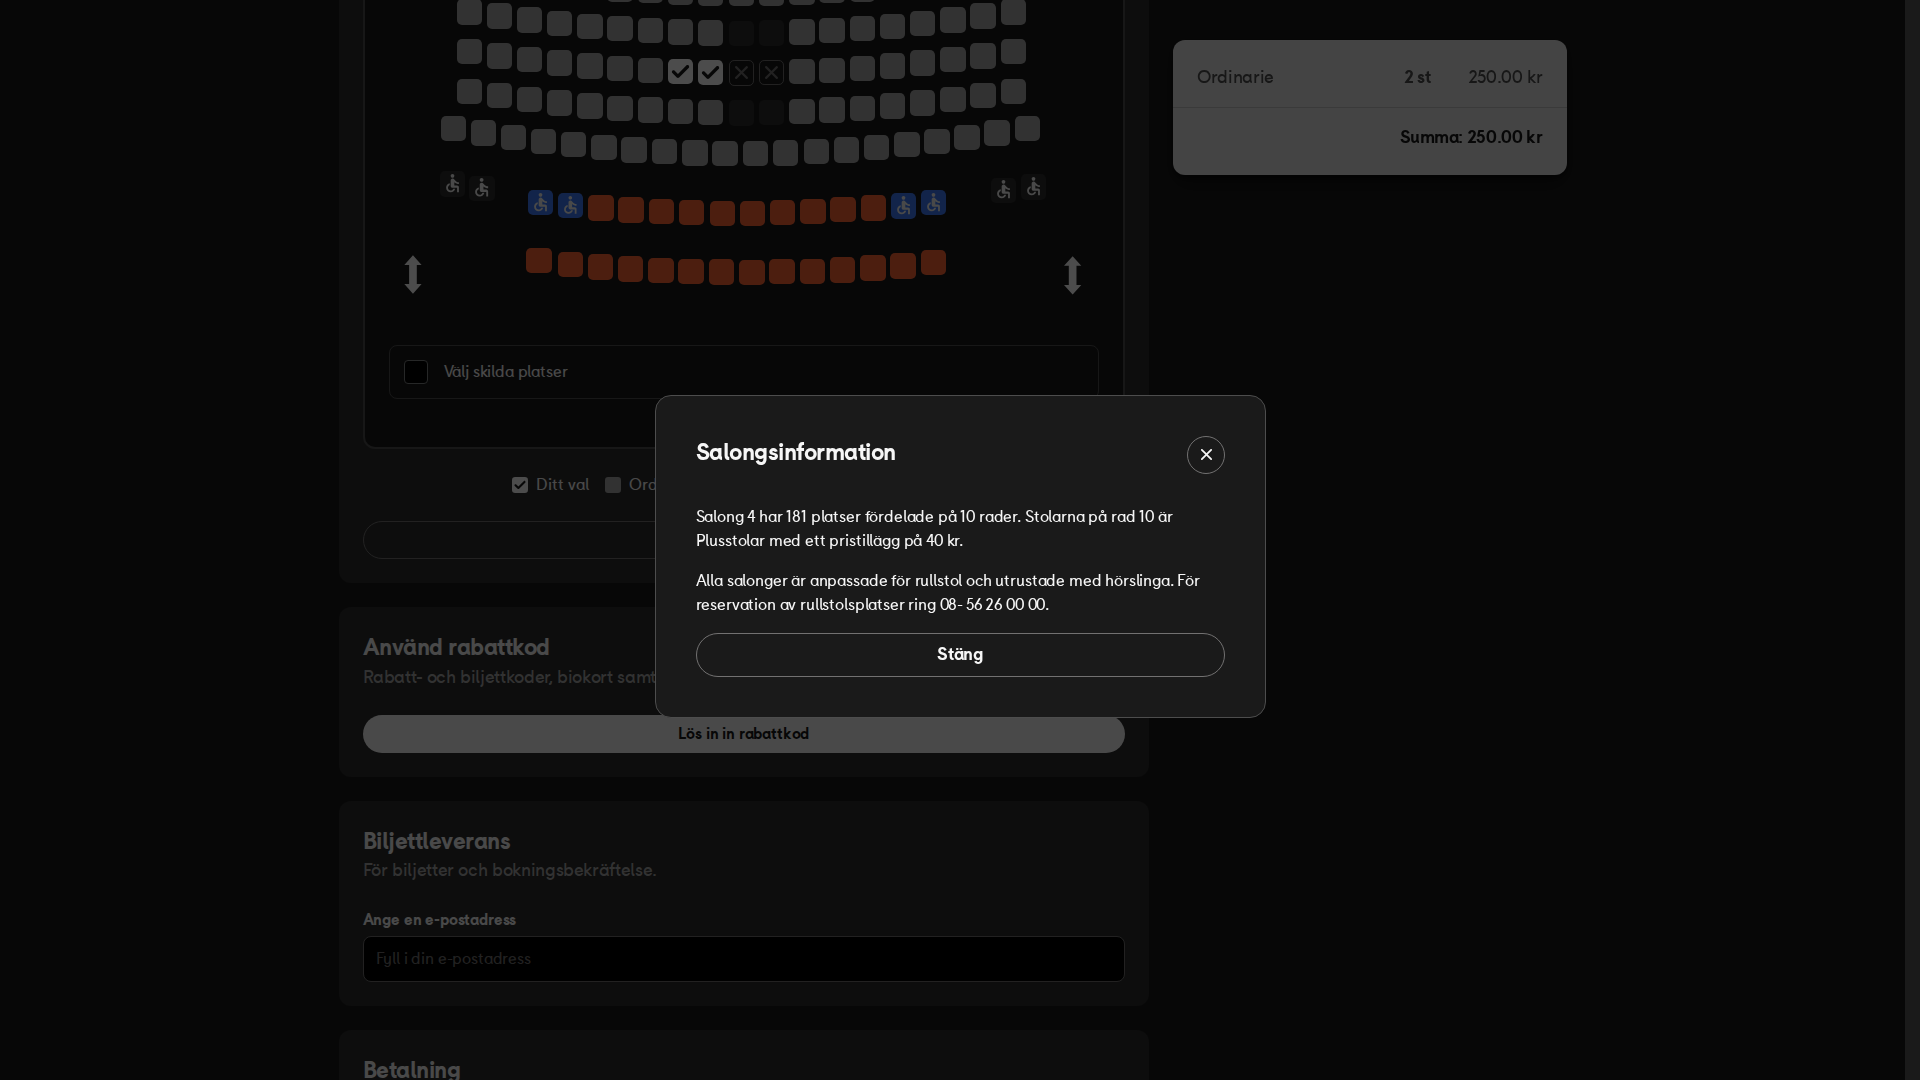 Ordinarie 2 st 250.00 kr
Summa: 250.00 kr
Välj skilda platser
Salongsinformation
Ditt val
Salong 4 har 181 platser fördelade på 10 rader. Stolarna på rad 10 är
Plusstolar med ett pristillägg på 40 kr.
Alla salonger är anpassade för rullstol och utrustade med hörslinga. För
reservation av rullstolsplatser ring 08- 56 26 00 00.
Stäng
Använd rabattkod
Rabatt- och biljettkoder, biokort
Lös in in rabattkod
Biljettleverans
För biljetter och bokningsbekräftelse.
Ange en e-postadress
Fyll i din e-postadress
Betalning